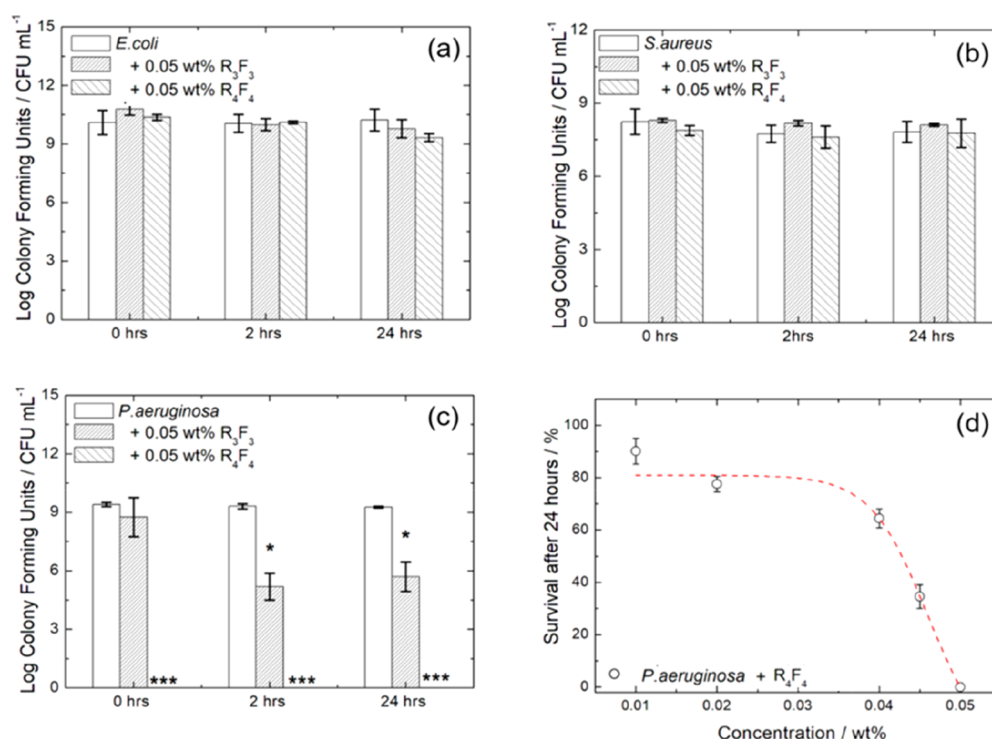 (a)
Log Colony Forming Units / CFU mL⁻¹
15
12
9
6
3
0
E.coli
+ 0.05 wt% R₃F₃
+ 0.05 wt% R₄F₄
0 hrs 2 hrs 24 hrs
(b)
Log Colony Forming Units / CFU mL⁻¹
12
9
6
3
0
S.aureus
+ 0.05 wt% R₃F₃
+ 0.05 wt% R₄F₄
0 hrs 2hrs 24 hrs
(c)
Log Colony Forming Units / CFU mL⁻¹
15
12
9
6
3
0
P.aeruginosa
+ 0.05 wt% R₃F₃
+ 0.05 wt% R₄F₄
* *
*** *** ***
0 hrs 2 hrs 24 hrs
(d)
Survival after 24 hours / %
100
80
60
40
20
0
P.aeruginosa + R₄F₄
0.01 0.02 0.03 0.04 0.05
Concentration / wt%